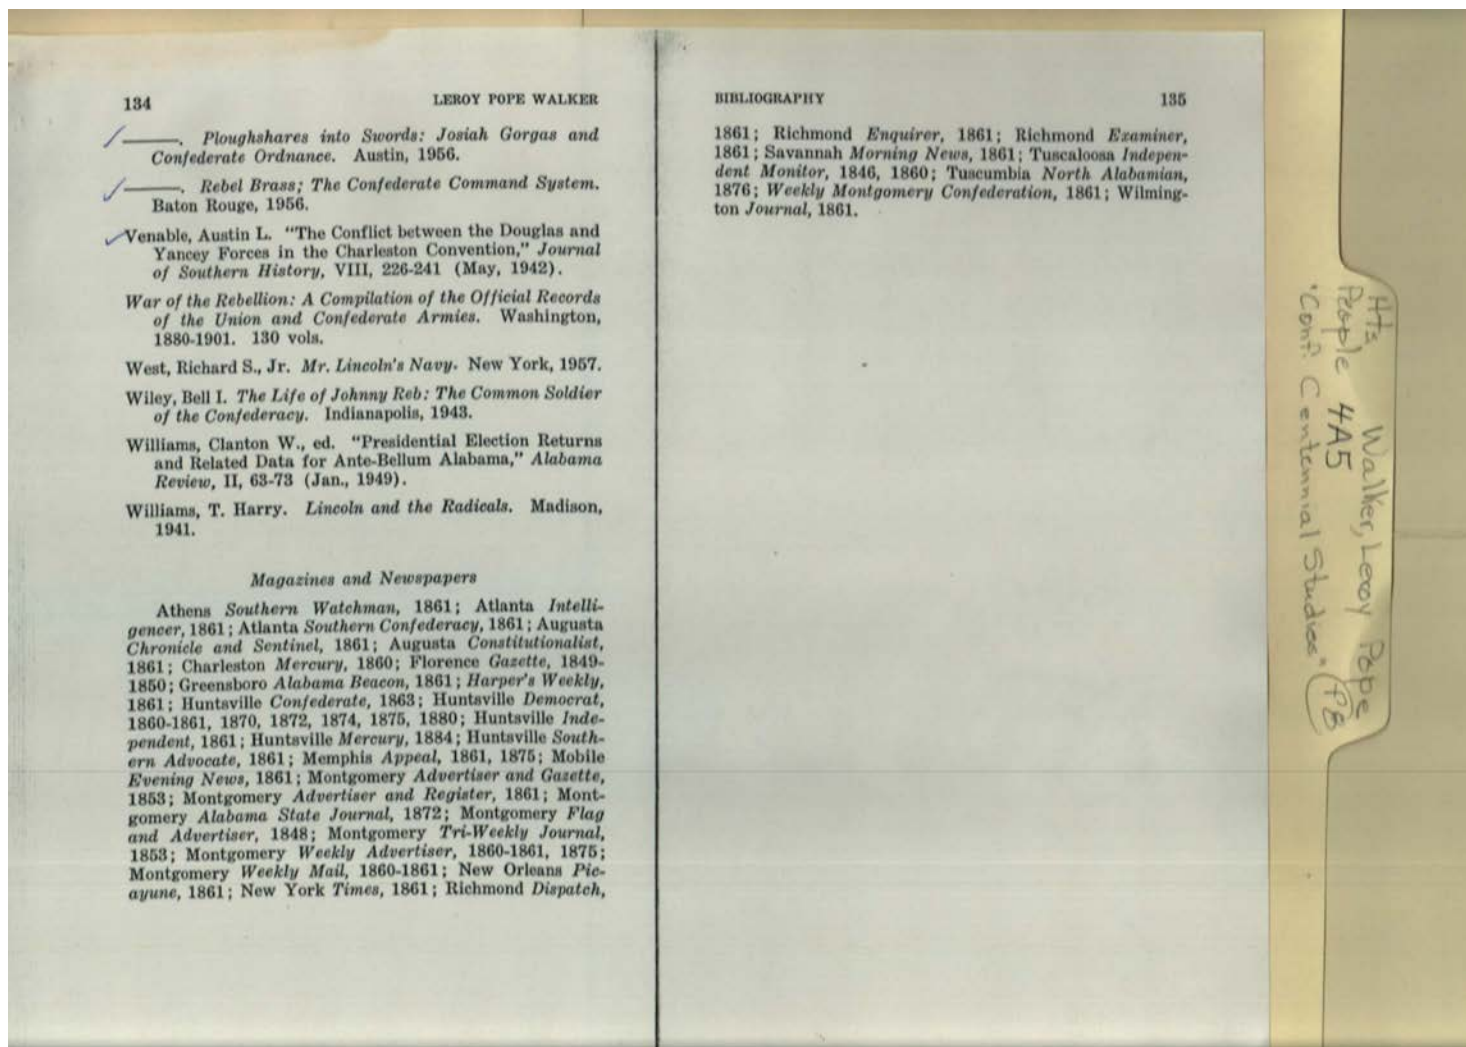 134 LEROY POPE WALKER
———. Ploughshares into Swords: Josiah Gorgas and
Confederate Ordnance. Austin, 1956.
———. Rebel Brass; The Confederate Command System.
Baton Rouge, 1956.
Venable, Austin L. "The Conflict between the Douglas and
Yancey Forces in the Charleston Convention," Journal
of Southern History, VIII, 226-241 (May, 1942).
War of the Rebellion: A Compilation of the Official Records
of the Union and Confederate Armies. Washington,
1880-1901. 130 vols.
West, Richard S., Jr. Mr. Lincoln's Navy. New York, 1957.
Wiley, Bell I. The Life of Johnny Reb: The Common Soldier
of the Confederacy. Indianapolis, 1943.
Williams, Clanton W., ed. "Presidential Election Returns
and Related Data for Ante-Bellum Alabama," Alabama
Review, II, 63-73 (Jan., 1949).
Williams, T. Harry. Lincoln and the Radicals. Madison,
1941.
Magazines and Newspapers
Athens Southern Watchman, 1861; Atlanta Intelli-
gencer, 1861; Atlanta Southern Confederacy, 1861; Augusta
Chronicle and Sentinel, 1861; Augusta Constitutionalist,
1861; Charleston Mercury, 1860; Florence Gazette, 1849-
1850; Greensboro Alabama Beacon, 1861; Harper's Weekly,
1861; Huntsville Confederate, 1863; Huntsville Democrat,
1860-1861, 1870, 1872, 1874, 1875, 1880; Huntsville Inde-
pendent, 1861; Huntsville Mercury, 1884; Huntsville South-
ern Advocate, 1861; Memphis Appeal, 1861, 1875; Mobile
Evening News, 1861; Montgomery Advertiser and Gazette,
1853; Montgomery Advertiser and Register, 1861; Mont-
gomery Alabama State Journal, 1872; Montgomery Flag
and Advertiser, 1848; Montgomery Tri-Weekly Journal,
1853; Montgomery Weekly Advertiser, 1860-1861, 1875;
Montgomery Weekly Mail, 1860-1861; New Orleans Pic-
ayune, 1861; New York Times, 1861; Richmond Dispatch,
BIBLIOGRAPHY 135
1861; Richmond Enquirer, 1861; Richmond Examiner,
1861; Savannah Morning News, 1861; Tuscaloosa Indepen-
dent Monitor, 1846, 1860; Tuscumbia North Alabamian,
1876; Weekly Montgomery Confederation, 1861; Wilming-
ton Journal, 1861.
Walker, Leroy Pope
People 4A5
"Conf. Centennial Studies" PB